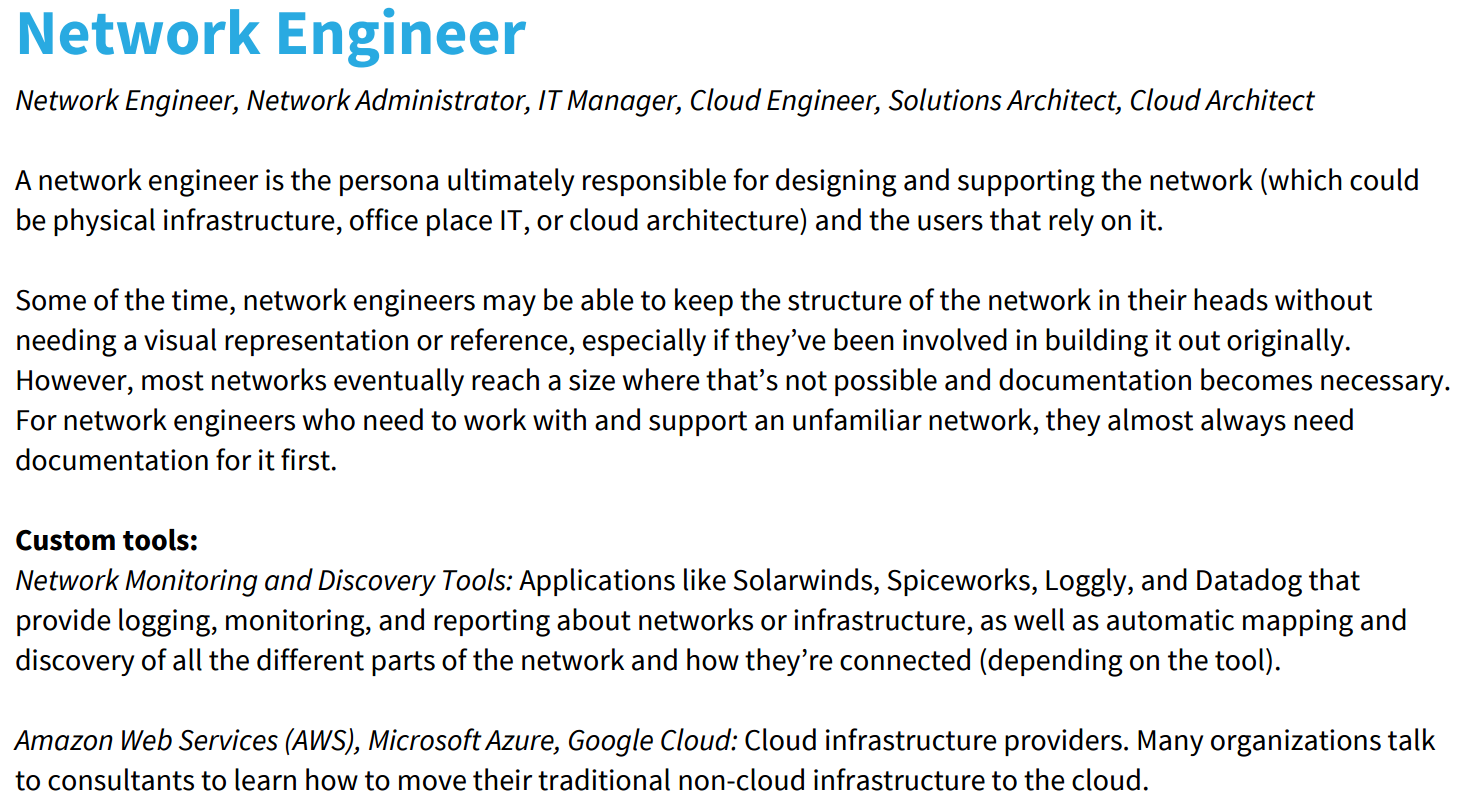 Network Engineer
Network Engineer, Network Administrator, IT Manager, Cloud Engineer, Solutions Architect, Cloud Architect
A network engineer is the persona ultimately responsible for designing and supporting the network (which could
be physical infrastructure, office place IT, or cloud architecture) and the users that rely on it.
Some of the time, network engineers may be able to keep the structure of the network in their heads without
needing a visual representation or reference, especially if they’ve been involved in building it out originally.
However, most networks eventually reach a size where that’s not possible and documentation becomes necessary.
For network engineers who need to work with and support an unfamiliar network, they almost always need
documentation for it first.
Custom tools:
Network Monitoring and Discovery Tools: Applications like Solarwinds, Spiceworks, Loggly, and Datadog that
provide logging, monitoring, and reporting about networks or infrastructure, as well as automatic mapping and
discovery of all the different parts of the network and how they’re connected (depending on the tool).
Amazon Web Services (AWS), Microsoft Azure, Google Cloud: Cloud infrastructure providers. Many organizations talk
to consultants to learn how to move their traditional non-cloud infrastructure to the cloud.